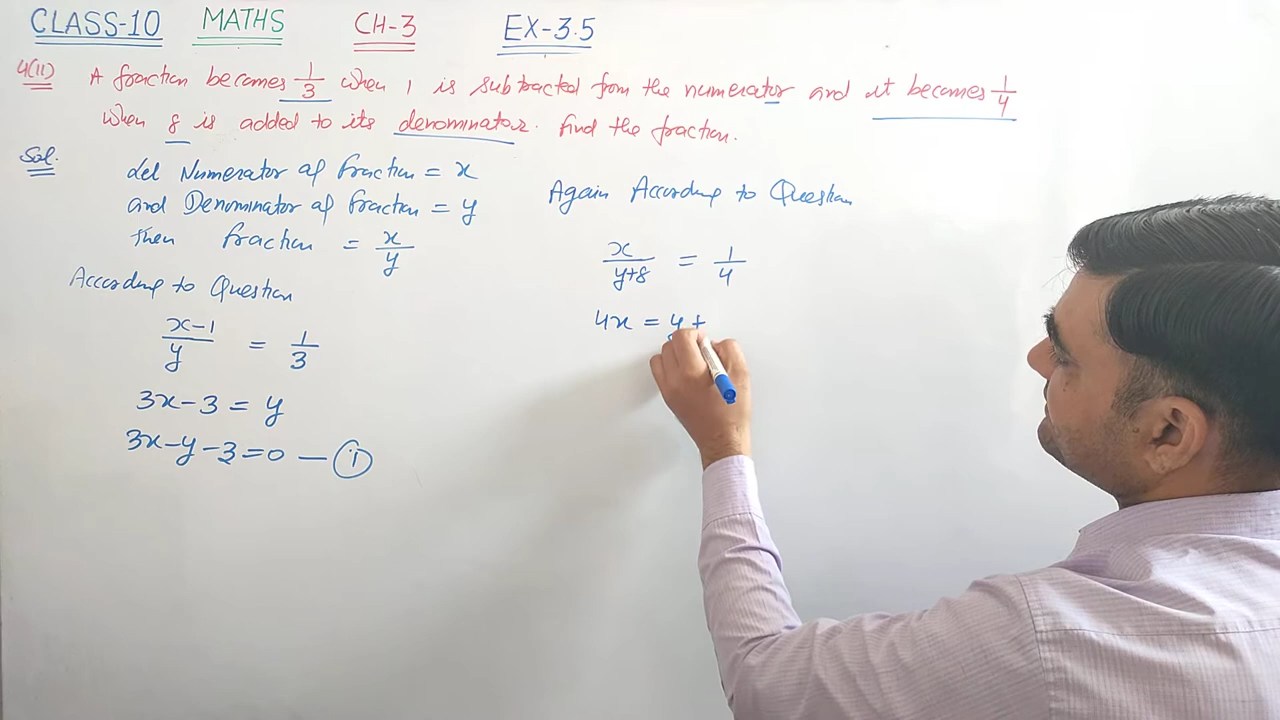 CLASS-10 MATHS CH-3 EX-3.5
4(ii) A fraction becomes 1/3 when 1 is subtracted from the numerator and it becomes 1/4
when 8 is added to its denominator. Find the fraction.
Sol. Let Numerator of fraction = x
and Denominator of fraction = y
then fraction = x/y
According to Question
x-1/y = 1/3
3x-3 = y
3x-y-3=0 — (1)
Again According to Question
x/y+8 = 1/4
4x = y +